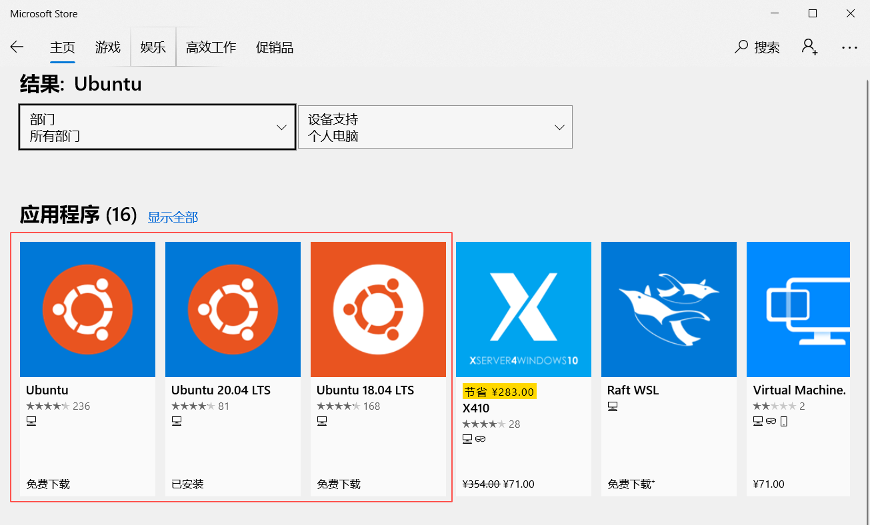 Microsoft Store
主页 游戏 娱乐 高效工作 促销品 搜索
结果: Ubuntu
部门
所有部门
设备支持
个人电脑
应用程序 (16) 显示全部
XSERVER4WINDOWS10
Ubuntu
236
免费下载
Ubuntu 20.04 LTS
81
已安装
Ubuntu 18.04 LTS
168
免费下载
节省 ¥283.00
X410
28
¥354.00 ¥71.00
Raft WSL
免费下载+
Virtual Machine.
2
¥71.00